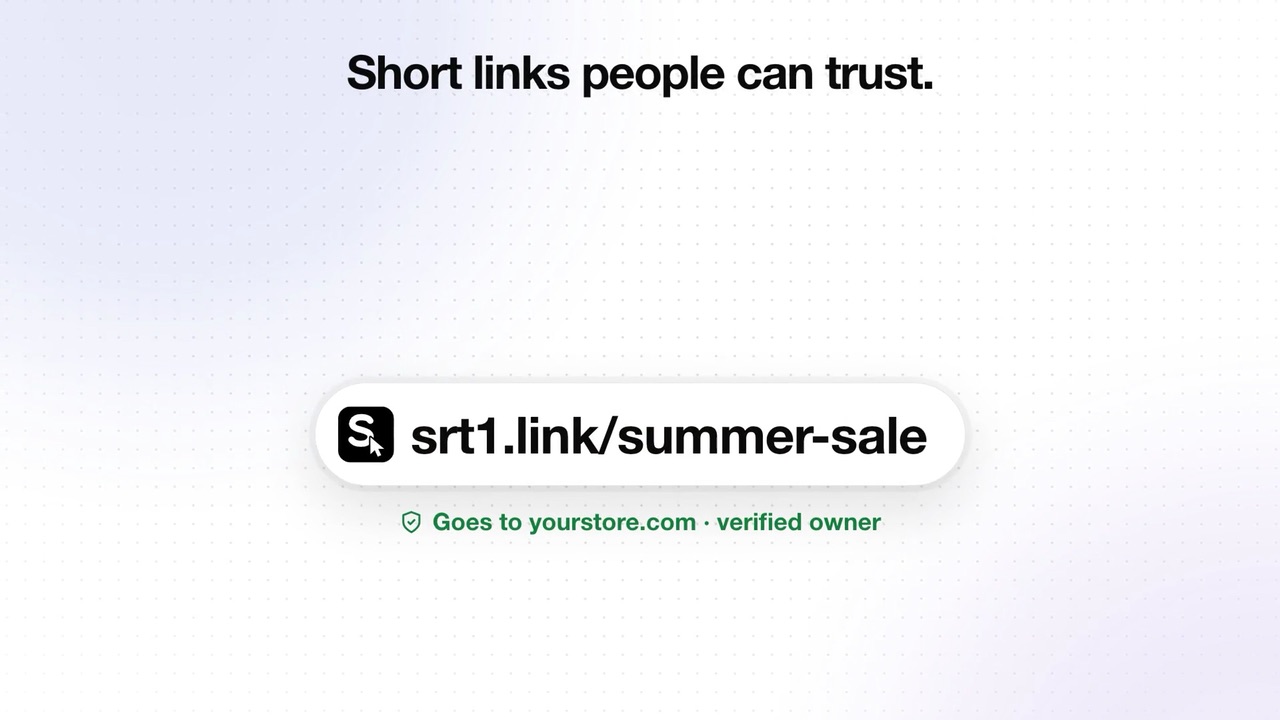 Short links people can trust.
S srt1.link/summer-sale
Goes to yourstore.com · verified owner